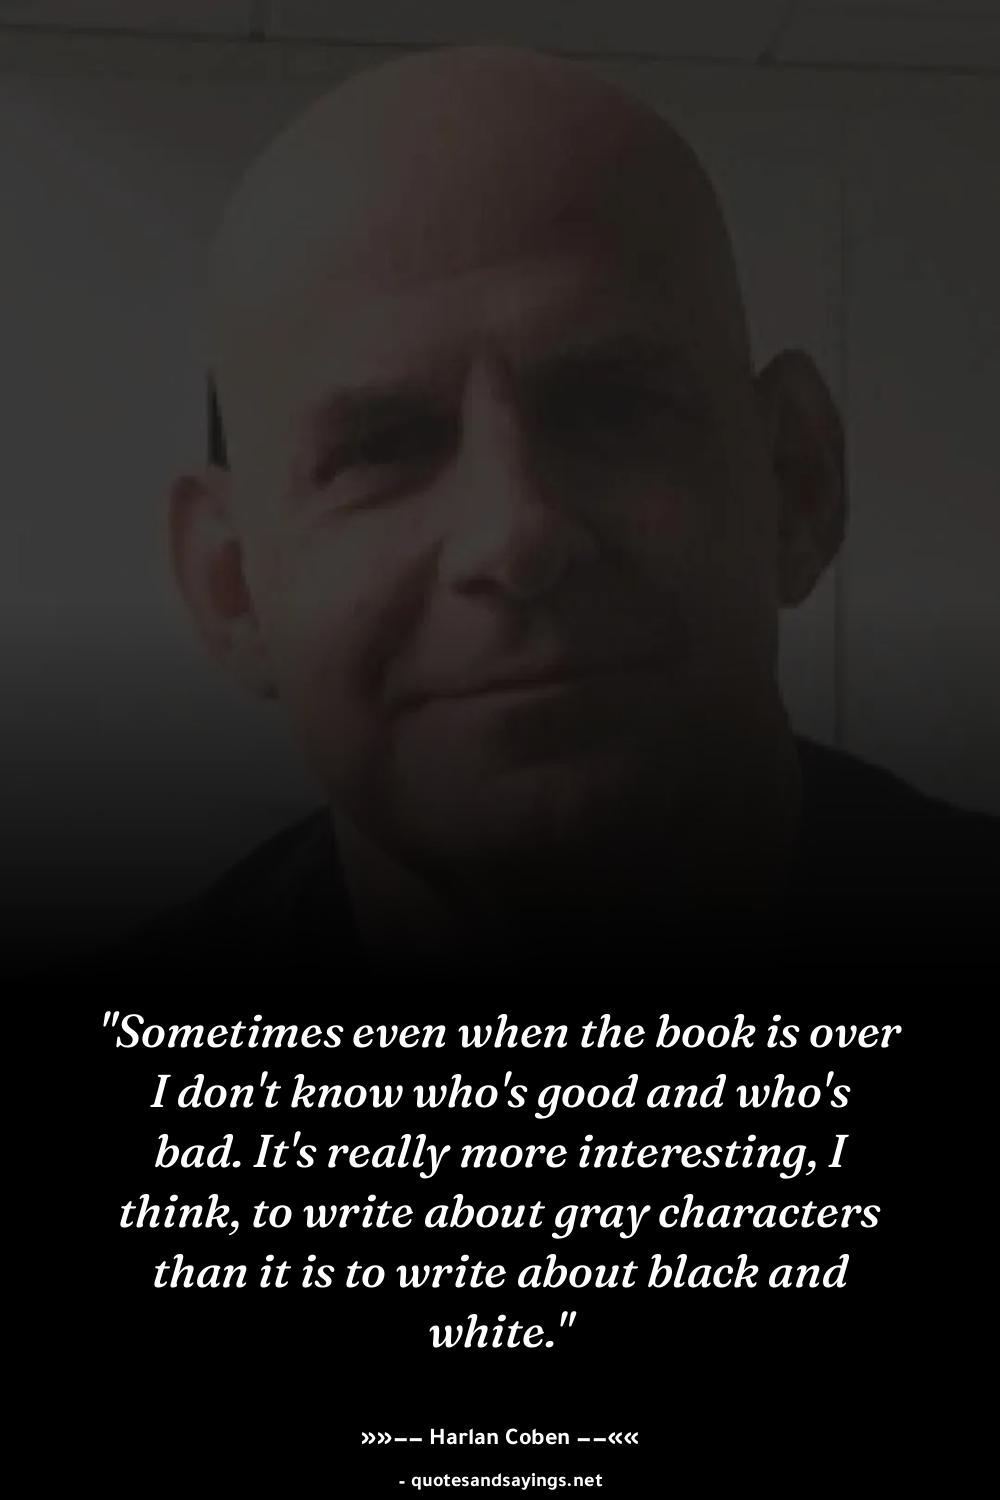 "Sometimes even when the book is over
I don't know who's good and who's
bad. It's really more interesting, I
think, to write about gray characters
than it is to write about black and
white."
»»–– Harlan Coben ––««
- quotesandsayings.net